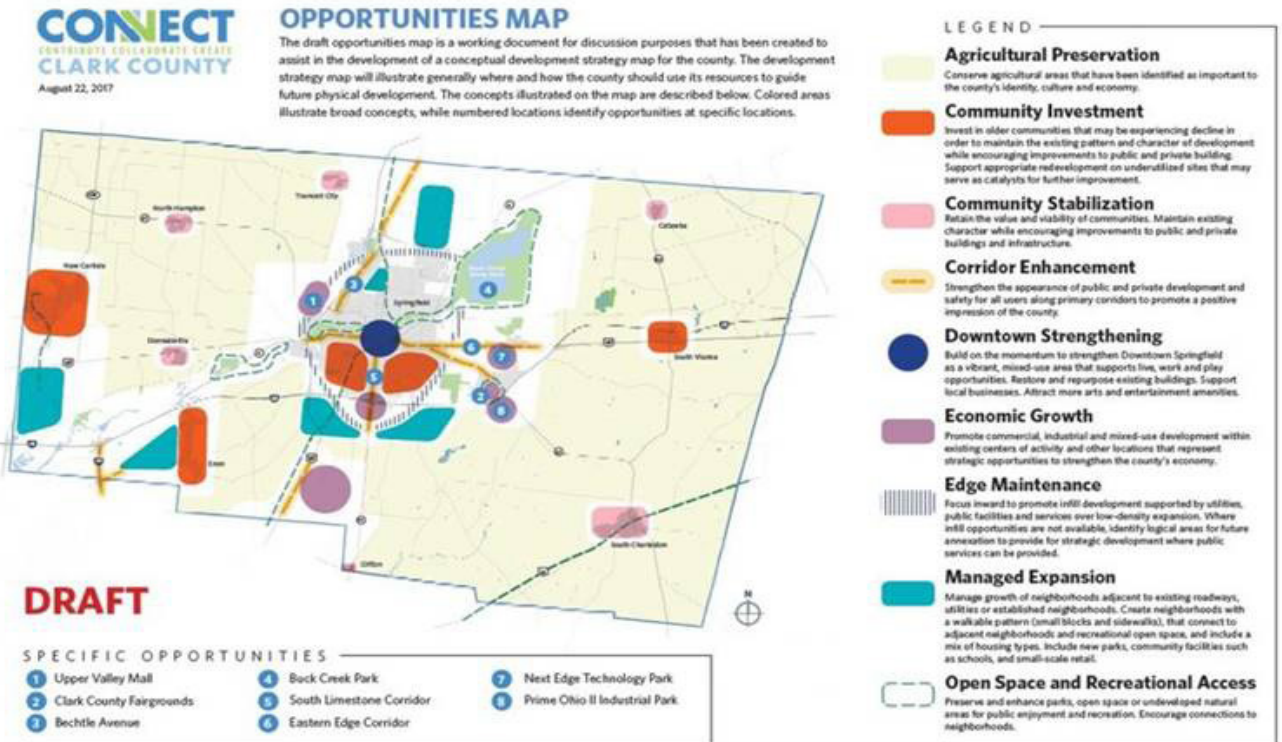 CONNECT
CONTRIBUTE COLLABORATE CREATE
CLARK COUNTY
August 22, 2017
OPPORTUNITIES MAP
The draft opportunities map is a working document for discussion purposes that has been created to
assist in the development of a conceptual development strategy map for the county. The development
strategy map will illustrate generally where and how the county should use its resources to guide
future physical development. The concepts illustrated on the map are described below. Colored areas
illustrate broad concepts, while numbered locations identify opportunities at specific locations.
Tremont City
North Hampton
Catawba
New Carlisle
4
3
Springfield
1
Donnelsville
6
7
South Vienna
5
2
8
Enon
South Charleston
Clifton
N
DRAFT
SPECIFIC OPPORTUNITIES
1 Upper Valley Mall
2 Clark County Fairgrounds
3 Bechtle Avenue
4 Buck Creek Park
5 South Limestone Corridor
6 Eastern Edge Corridor
7 Next Edge Technology Park
8 Prime Ohio II Industrial Park
LEGEND
Agricultural Preservation
Conserve agricultural areas that have been identified as important to
the county's identity, culture and economy.
Community Investment
Invest in older communities that may be experiencing decline in
order to maintain the existing pattern and character of development
while encouraging improvements to public and private building.
Support appropriate redevelopment on underutilized sites that may
serve as catalysts for further improvement.
Community Stabilization
Retain the value and viability of communities. Maintain existing
character while encouraging improvements to public and private
buildings and infrastructure.
Corridor Enhancement
Strengthen the appearance of public and private development and
safety for all users along primary corridors to promote a positive
impression of the county.
Downtown Strengthening
Build on the momentum to strengthen Downtown Springfield
as a vibrant, mixed-use area that supports live, work and play
opportunities. Restore and repurpose existing buildings. Support
local businesses. Attract more arts and entertainment amenities.
Economic Growth
Promote commercial, industrial and mixed-use development within
existing centers of activity and other locations that represent
strategic opportunities to strengthen the county's economy.
Edge Maintenance
Focus inward to promote infill development supported by utilities,
public facilities and services over low-density expansion. Where
infill opportunities are not available, identify logical areas for future
annexation to provide for strategic development where public
services can be provided.
Managed Expansion
Manage growth of neighborhoods adjacent to existing roadways,
utilities or established neighborhoods. Create neighborhoods with
a walkable pattern (small blocks and sidewalks), that connect to
adjacent neighborhoods and recreational open space, and include a
mix of housing types. Include new parks, community facilities such
as schools, and small-scale retail.
Open Space and Recreational Access
Preserve and enhance parks, open space or undeveloped natural
areas for public enjoyment and recreation. Encourage connections to
neighborhoods.